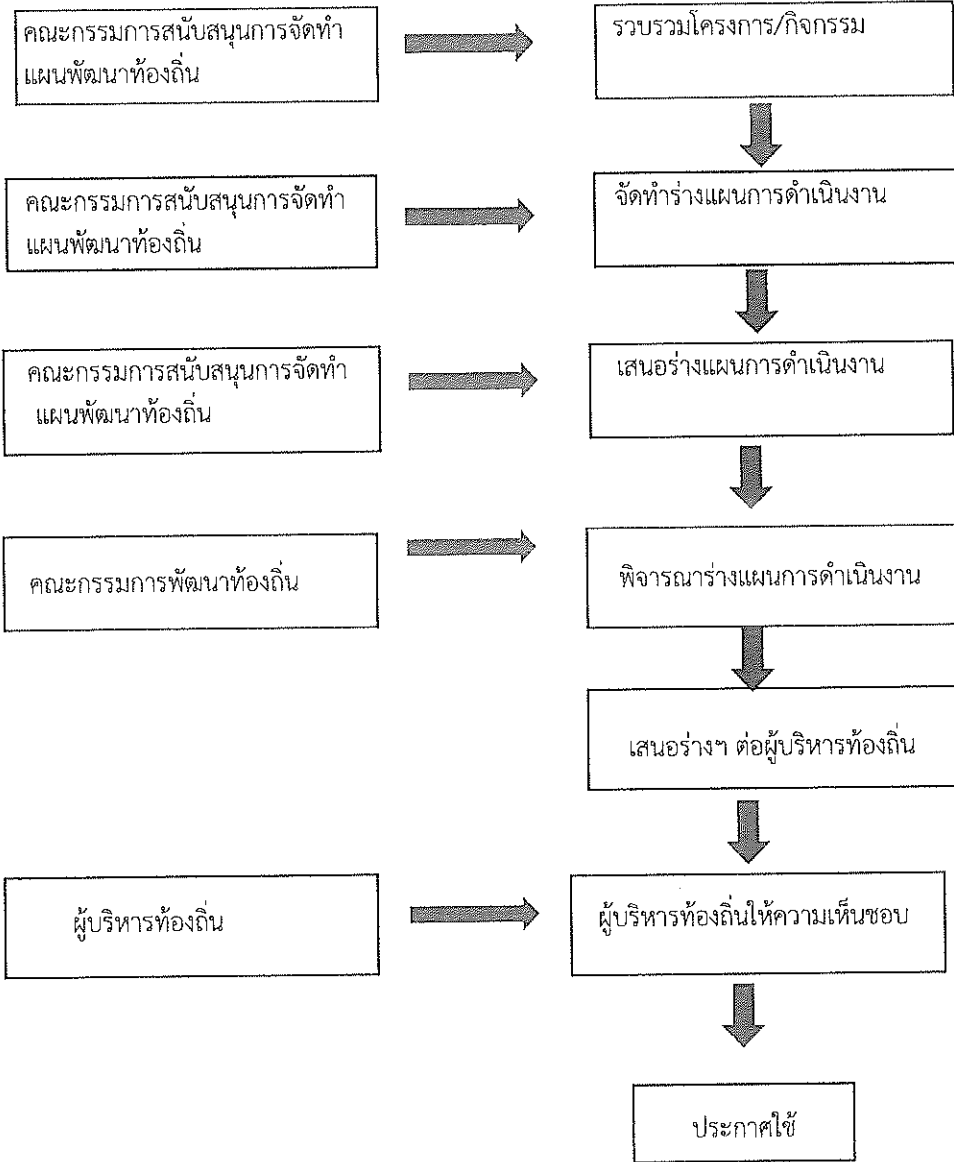 คณะกรรมการสนับสนุนการจัดทำ
แผนพัฒนาท้องถิ่น
รวบรวมโครงการ/กิจกรรม
คณะกรรมการสนับสนุนการจัดทำ
แผนพัฒนาท้องถิ่น
จัดทำร่างแผนการดำเนินงาน
คณะกรรมการสนับสนุนการจัดทำ
แผนพัฒนาท้องถิ่น
เสนอร่างแผนการดำเนินงาน
คณะกรรมการพัฒนาท้องถิ่น
พิจารณาร่างแผนการดำเนินงาน
เสนอร่างฯ ต่อผู้บริหารท้องถิ่น
ผู้บริหารท้องถิ่น
ผู้บริหารท้องถิ่นให้ความเห็นชอบ
ประกาศใช้